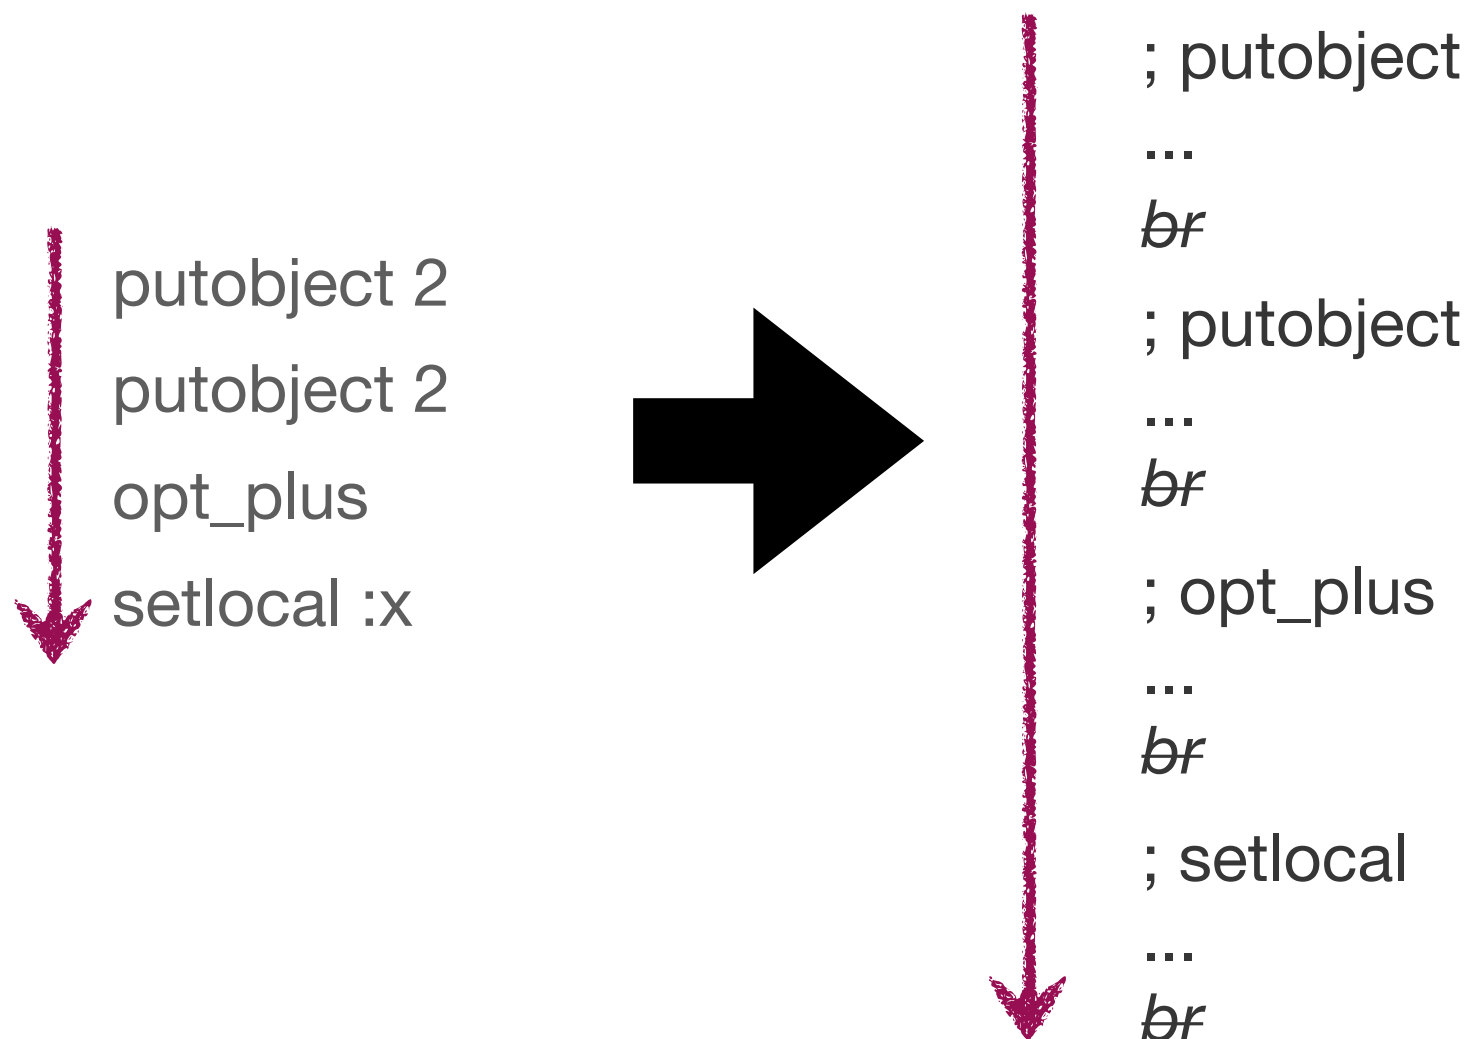 putobject 2
putobject 2
opt_plus
setlocal :x
; putobject
...
br
; putobject
...
br
; opt_plus
...
br
; setlocal
...
br